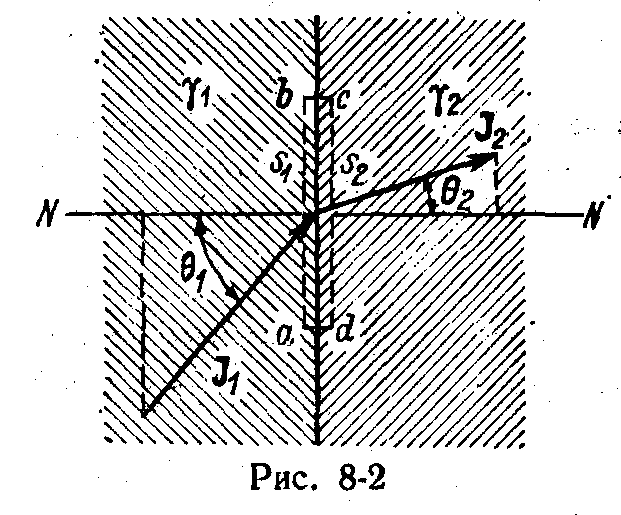 γ₁ b c γ₂
J₂
s₁ s₂
N θ₂ N
θ₁
a d
J₁
Рис. 8-2